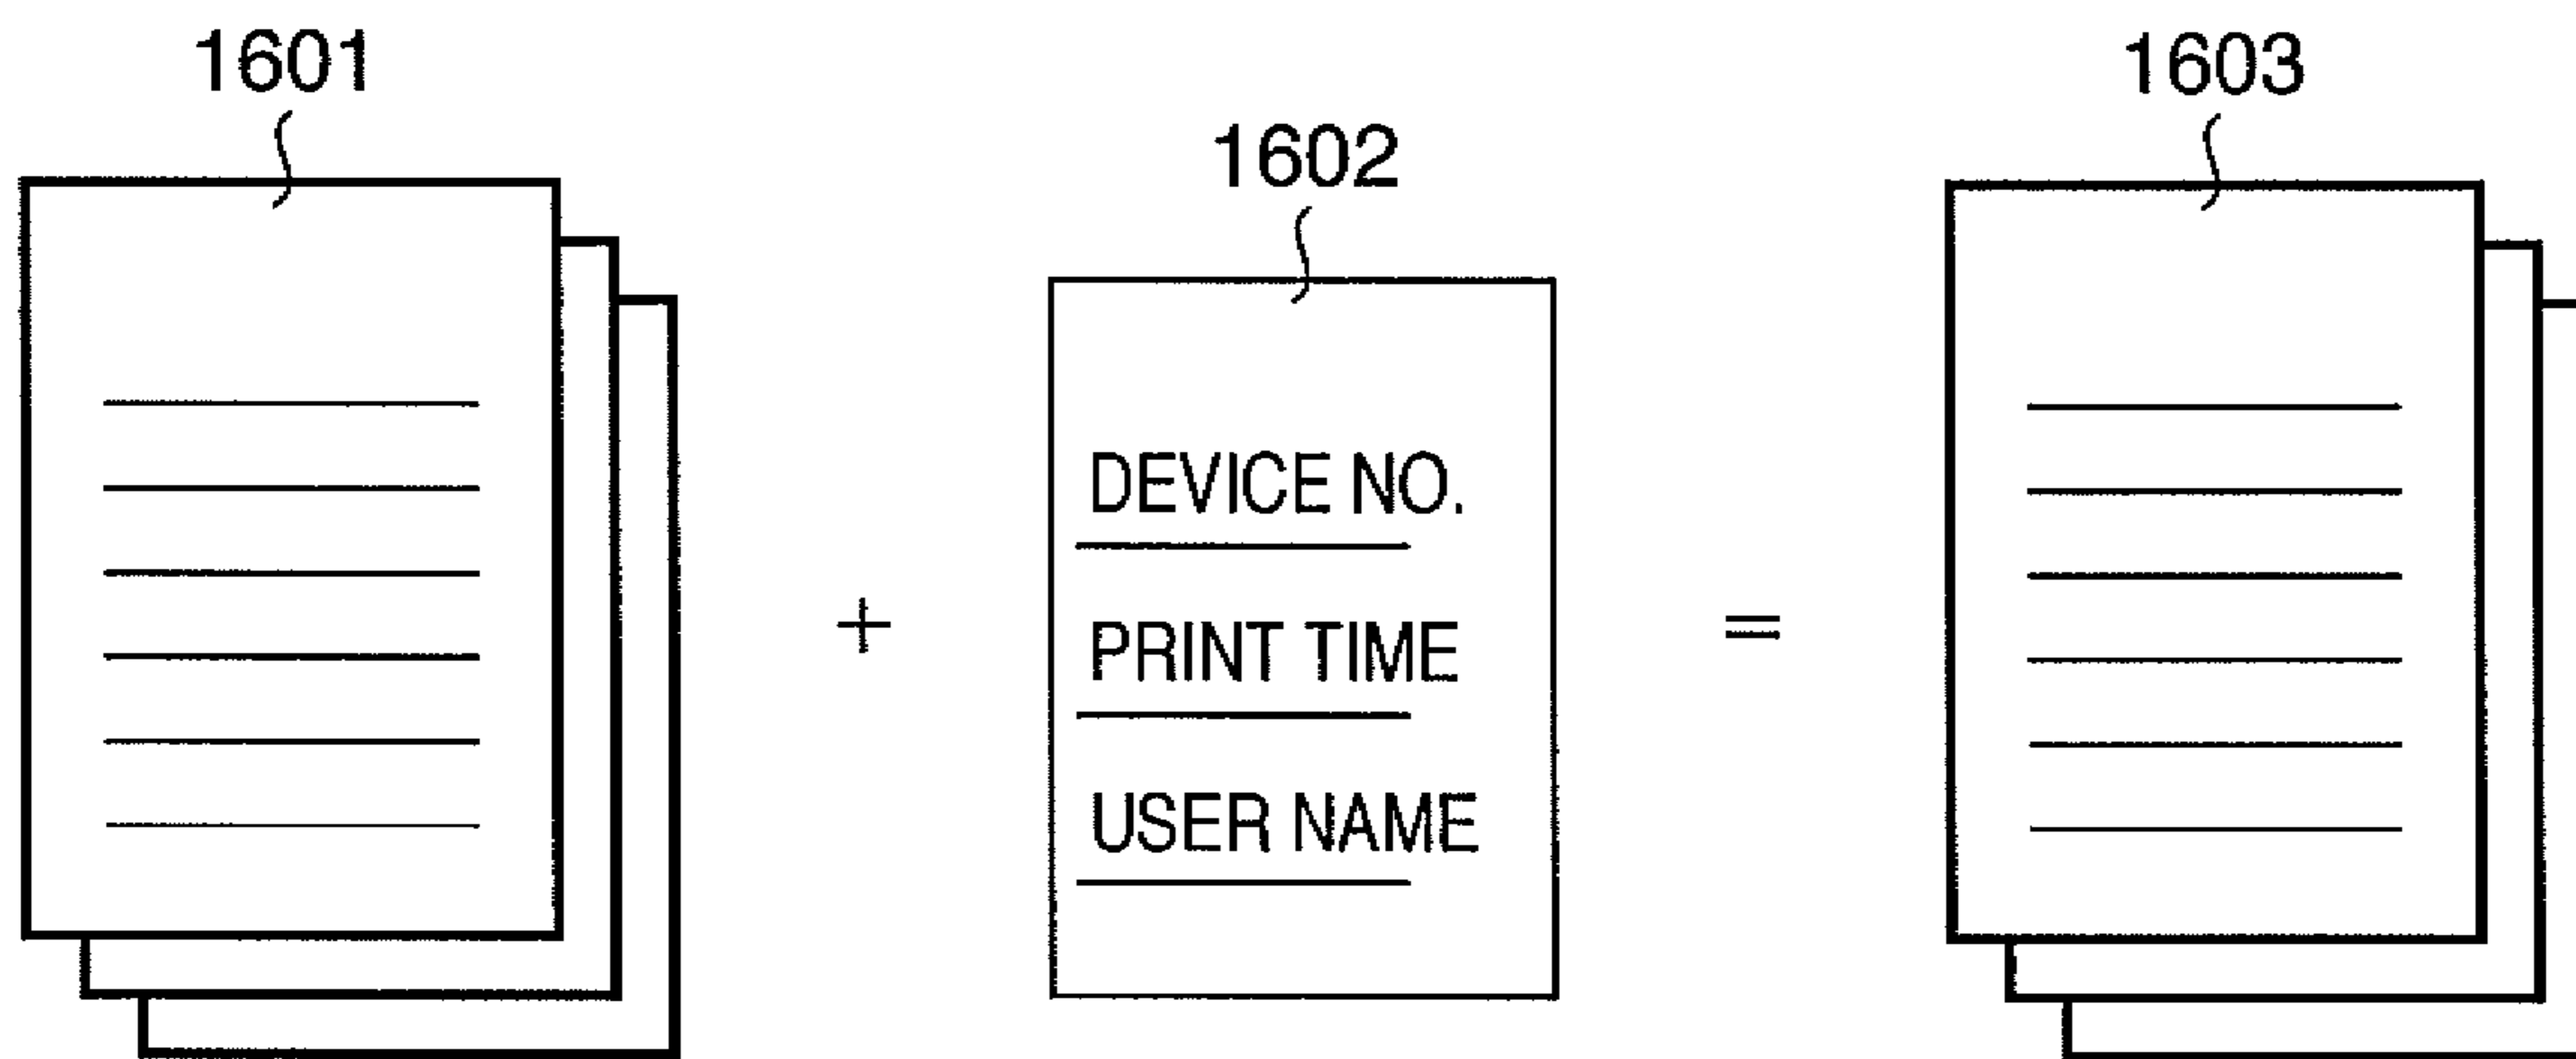 1601
1603
1602
DEVICE NO.
PRINT TIME
USER NAME
+
=